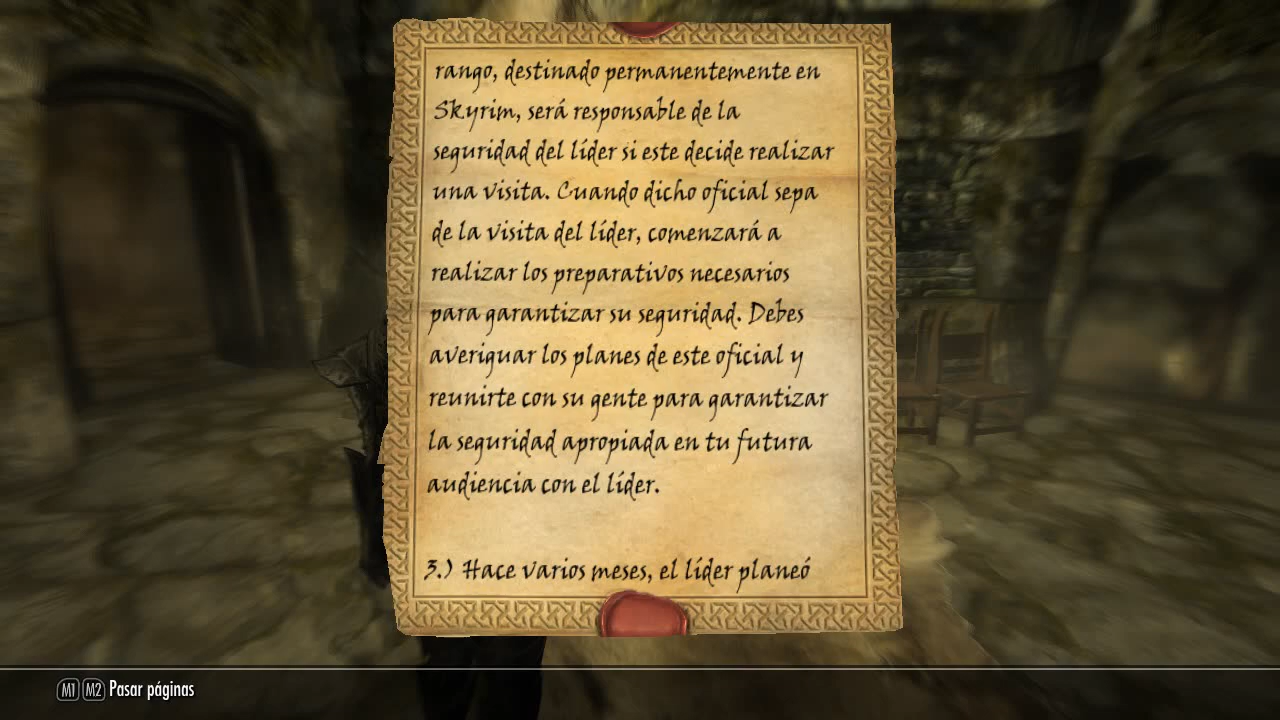 rango, destinado permanentemente en
Skyrim, será responsable de la
seguridad del líder si este decide realizar
una visita. Cuando dicho oficial sepa
de la visita del líder, comenzará a
realizar los preparativos necesarios
para garantizar su seguridad. Debes
averiguar los planes de este oficial y
reunirte con su gente para garantizar
la seguridad apropiada en tu futura
audiencia con el líder.
3.) Hace varios meses, el líder planeó
M1 M2 Pasar páginas